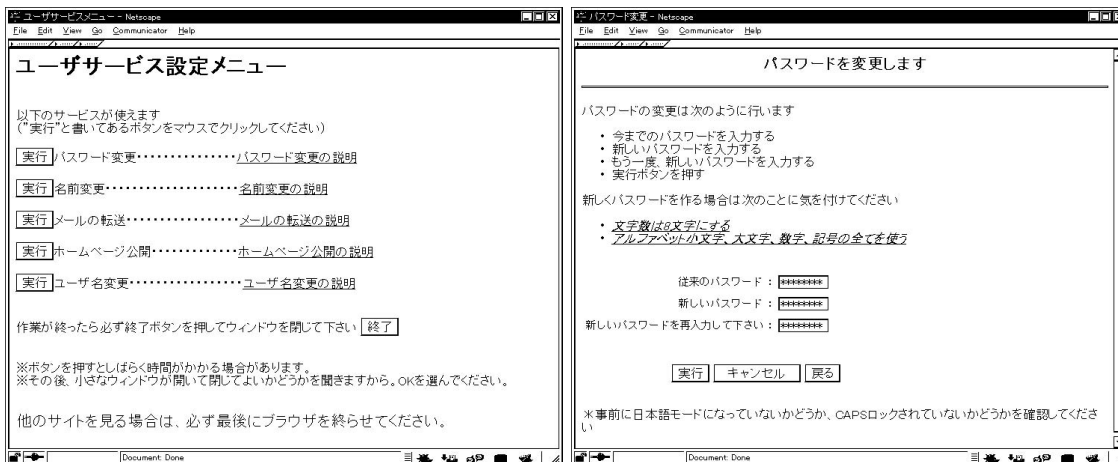 ユーザサービスメニュー - Netscape
File Edit View Go Communicator Help
ユーザサービス設定メニュー
以下のサービスが使えます
("実行"と書いてあるボタンをマウスでクリックしてください)
実行 パスワード変更・・・・・・・・・・・・・・・パスワード変更の説明
実行 名前変更・・・・・・・・・・・・・・・・・名前変更の説明
実行 メールの転送・・・・・・・・・・・・・・・・メールの転送の説明
実行 ホームページ公開・・・・・・・・・・・・・ホームページ公開の説明
実行 ユーザ名変更・・・・・・・・・・・・・・・・ユーザ名変更の説明
作業が終ったら必ず終了ボタンを押してウィンドウを閉じて下さい 終了
※ボタンを押すとしばらく時間がかかる場合があります。
※その後、小さなウィンドウが開いて閉じてよいかどうかを聞きますから。OKを選んでください。
他のサイトを見る場合は、必ず最後にブラウザを終らせてください。
Document: Done
パスワード変更 - Netscape
File Edit View Go Communicator Help
パスワードを変更します
パスワードの変更は次のように行います
• 今までのパスワードを入力する
• 新しいパスワードを入力する
• もう一度、新しいパスワードを入力する
• 実行ボタンを押す
新しくパスワードを作る場合は次のことに気を付けてください
• 文字数は8文字にする
• アルファベット小文字、大文字、数字、記号の全てを使う
従来のパスワード : ********
新しいパスワード : ********
新しいパスワードを再入力して下さい : ********
実行 キャンセル 戻る
＊事前に日本語モードになっていないかどうか、CAPSロックされていないかどうかを確認してくださ
い
Document: Done